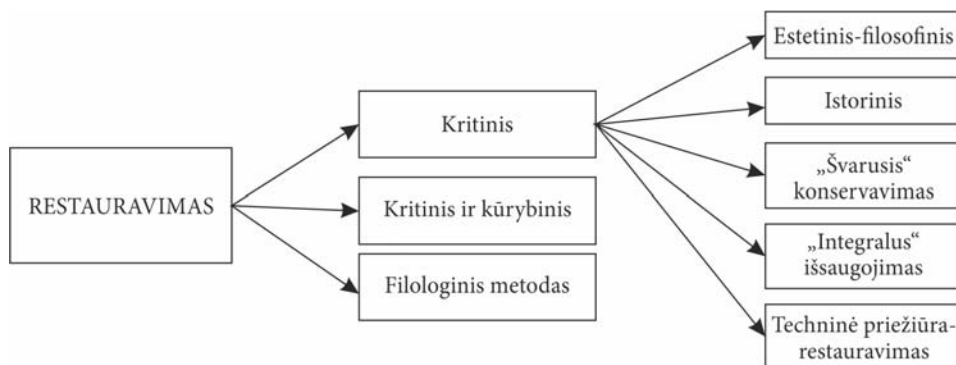 RESTAURAVIMAS
Kritinis
Kritinis ir kūrybinis
Filologinis metodas
Estetinis-filosofinis
Istorinis
„Švarusis“
konservavimas
„Integralus“
išsaugojimas
Techninė priežiūra-
restauravimas